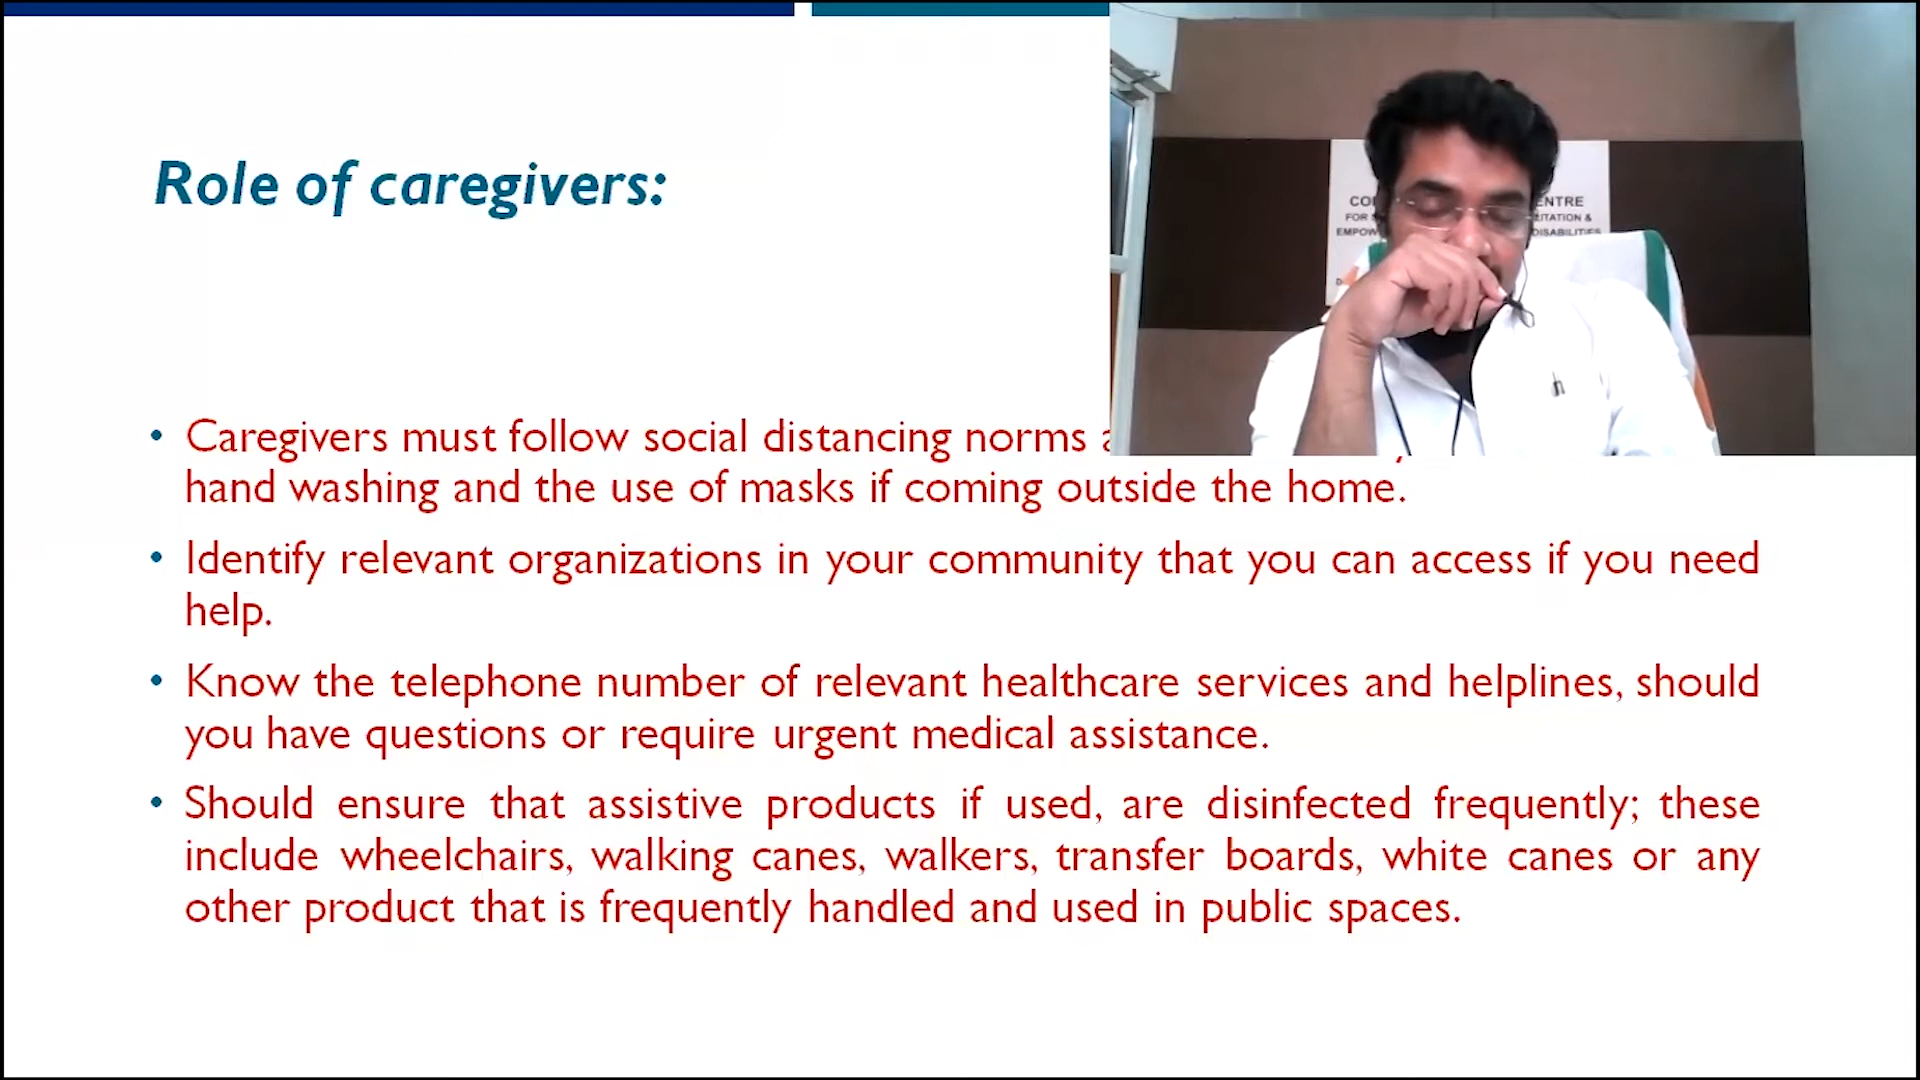 Role of caregivers:
ENTRE
FOR
EMPOW
DISABILITIES
• Caregivers must follow social distancing norms
hand washing and the use of masks if coming outside the home.
• Identify relevant organizations in your community that you can access if you need
help.
• Know the telephone number of relevant healthcare services and helplines, should
you have questions or require urgent medical assistance.
• Should ensure that assistive products if used, are disinfected frequently; these
include wheelchairs, walking canes, walkers, transfer boards, white canes or any
other product that is frequently handled and used in public spaces.